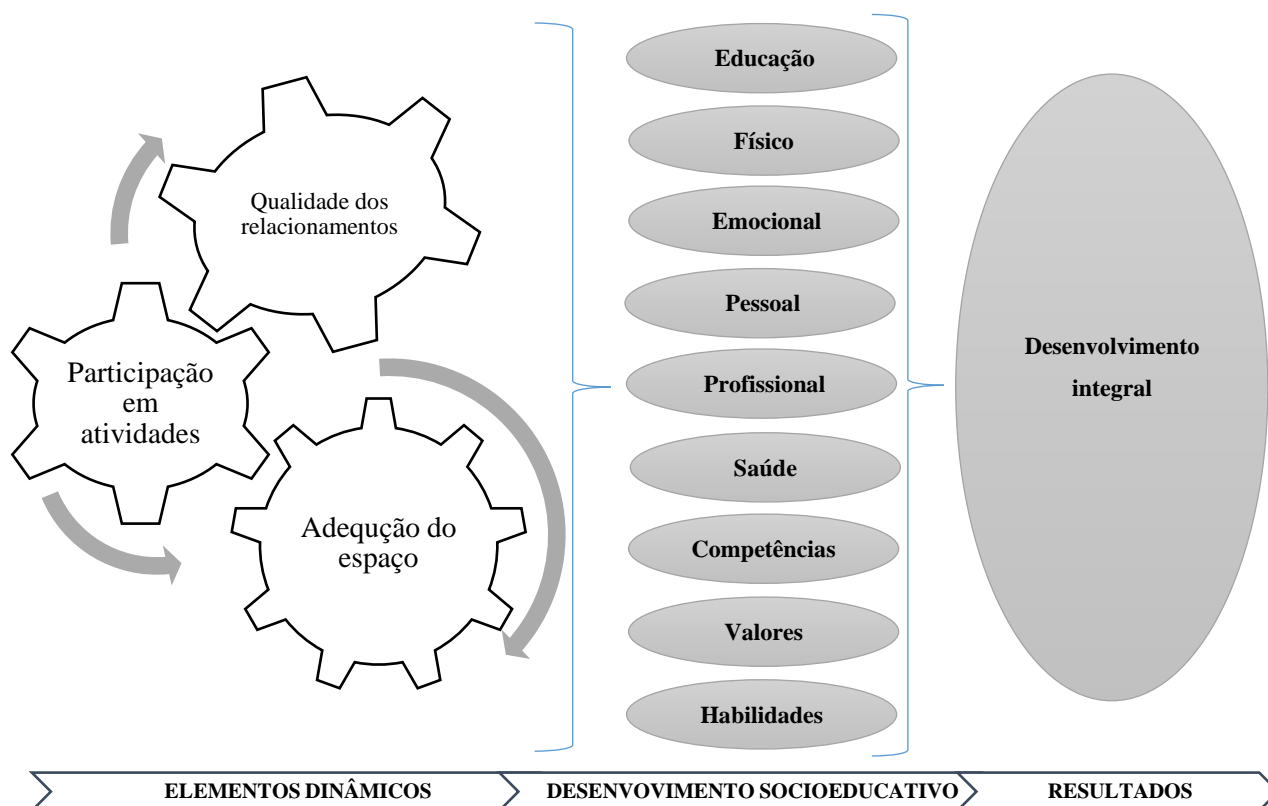 Qualidade dos
relacionamentos
Participação
em
atividades
Adequção do
espaço
Educação
Físico
Emocional
Pessoal
Profissional
Saúde
Competências
Valores
Habilidades
Desenvolvimento
integral
ELEMENTOS DINÂMICOS
DESENVOVIMENTO SOCIOEDUCATIVO
RESULTADOS